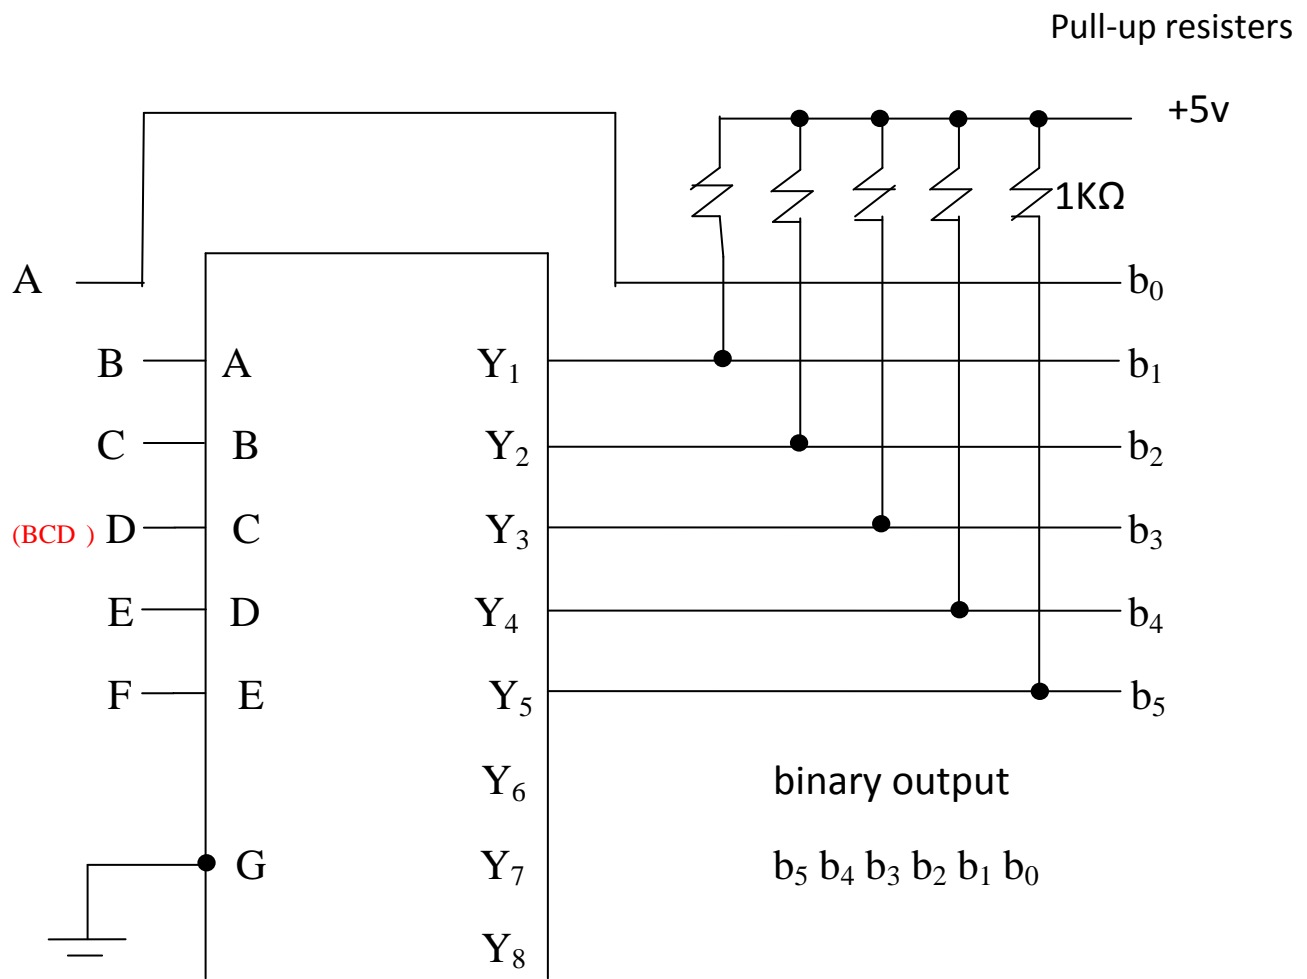 Pull-up resisters
+5v
1KΩ
A b₀
B A Y₁ b₁
C B Y₂ b₂
(BCD ) D C Y₃ b₃
E D Y₄ b₄
F E Y₅ b₅
Y₆ binary output
G Y₇ b₅ b₄ b₃ b₂ b₁ b₀
Y₈